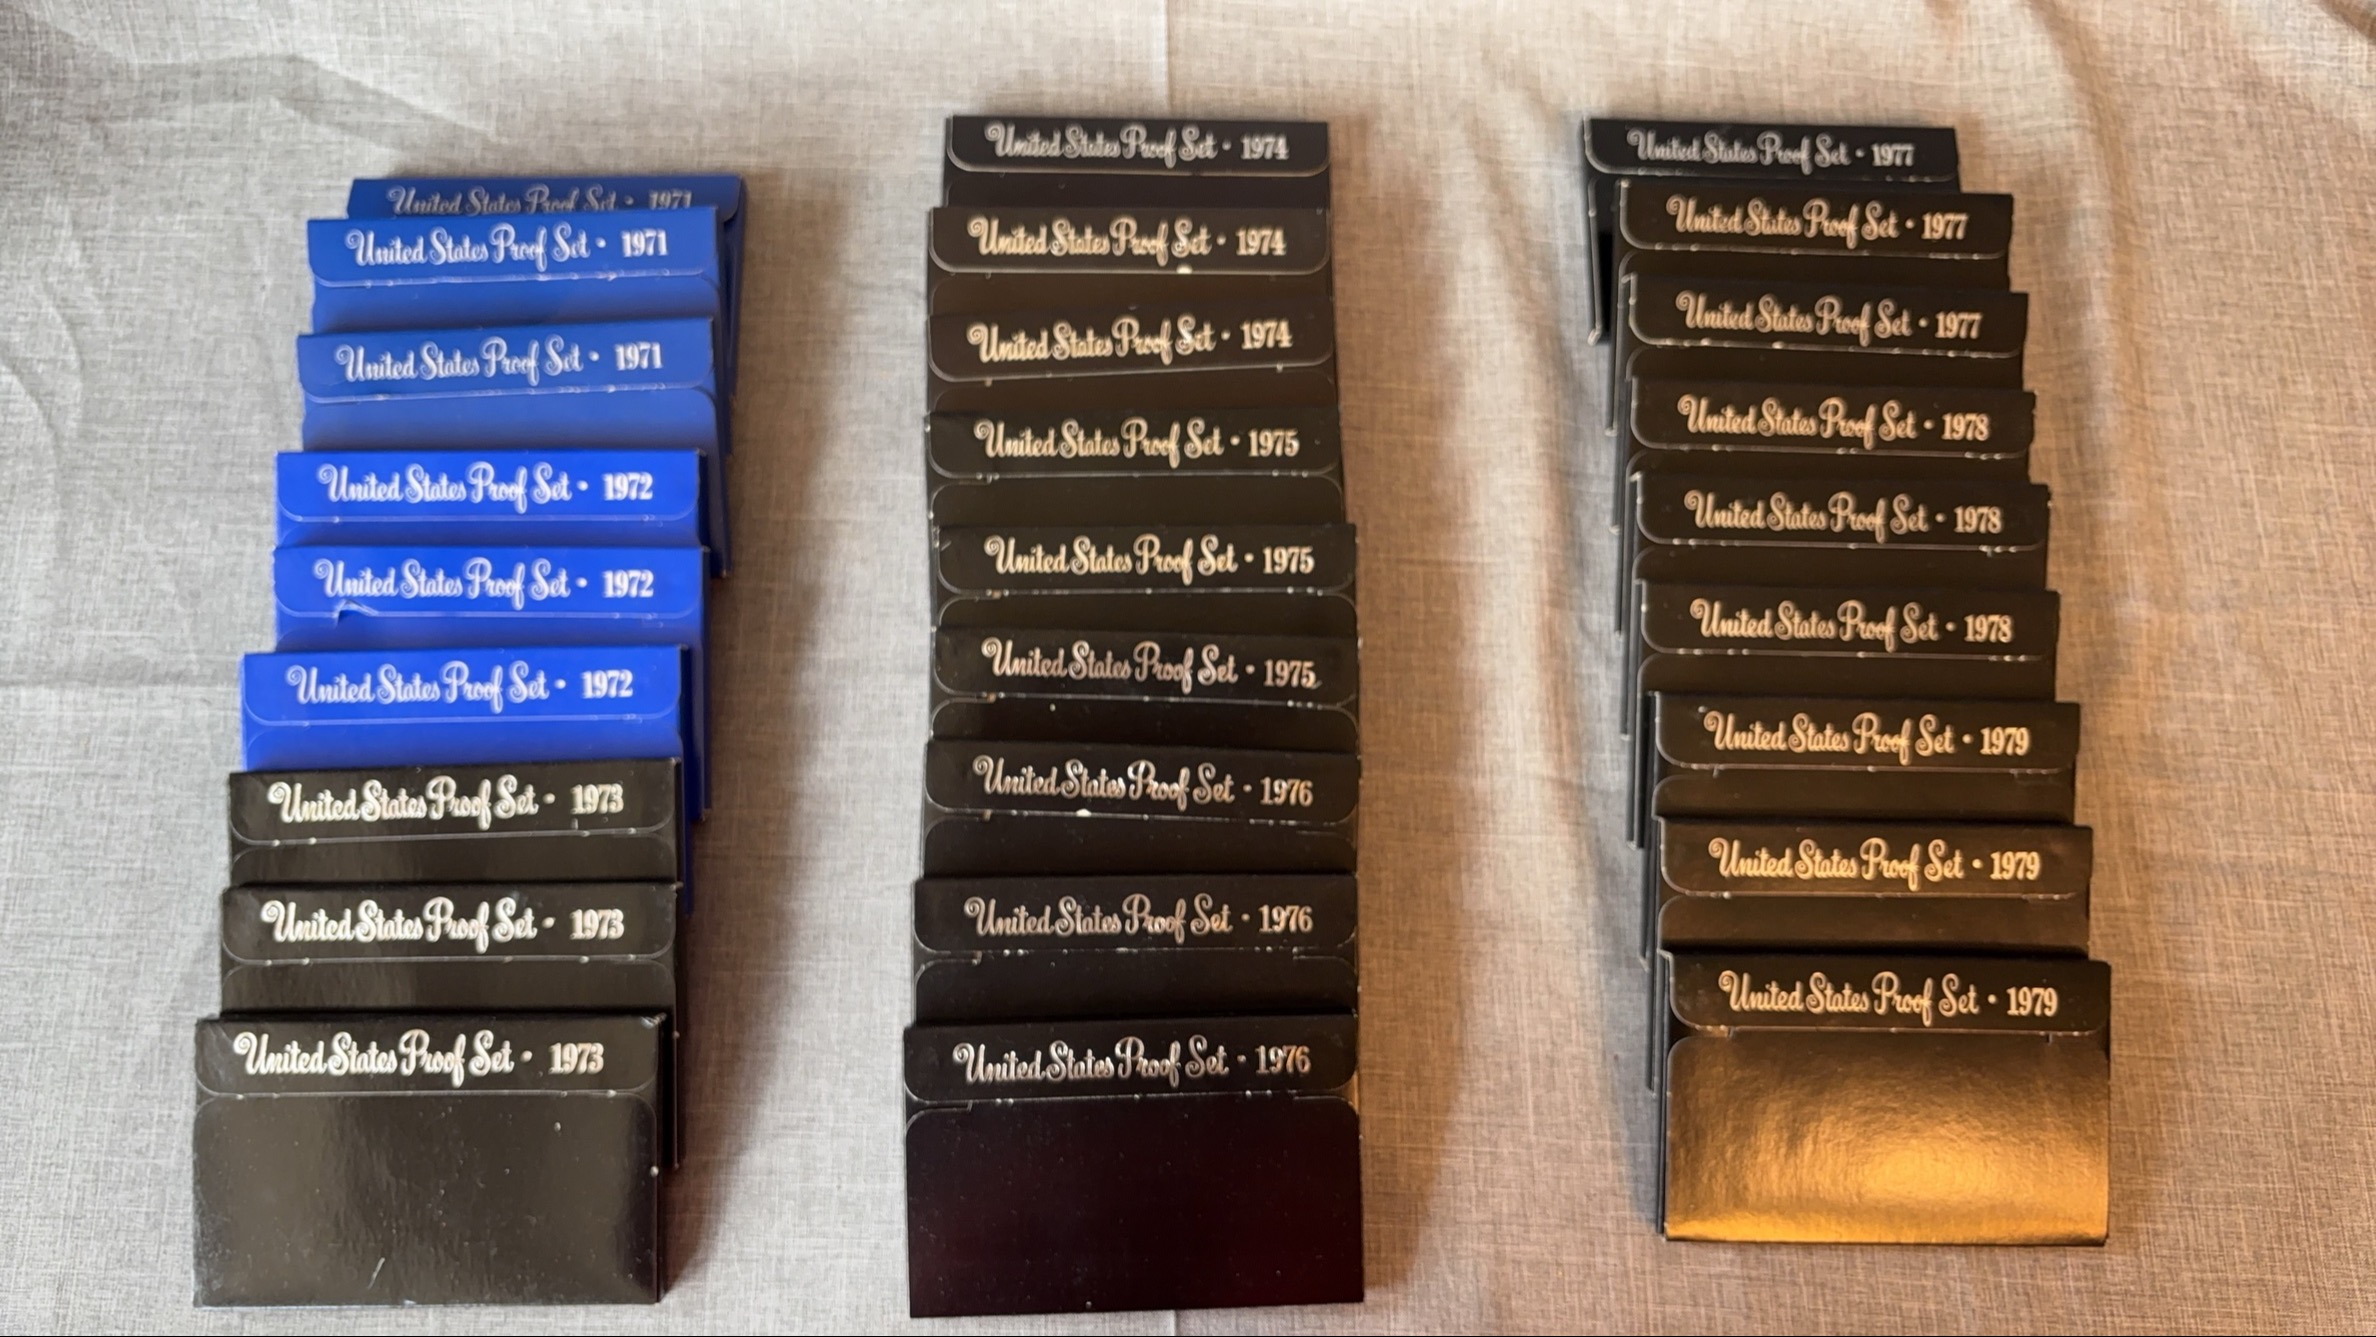 United States Proof Set • 1971
United States Proof Set • 1971
United States Proof Set • 1971
United States Proof Set • 1972
United States Proof Set • 1972
United States Proof Set • 1972
United States Proof Set • 1973
United States Proof Set • 1973
United States Proof Set • 1973
United States Proof Set • 1974
United States Proof Set • 1974
United States Proof Set • 1974
United States Proof Set • 1975
United States Proof Set • 1975
United States Proof Set • 1975
United States Proof Set • 1976
United States Proof Set • 1976
United States Proof Set • 1976
United States Proof Set • 1977
United States Proof Set • 1977
United States Proof Set • 1977
United States Proof Set • 1978
United States Proof Set • 1978
United States Proof Set • 1978
United States Proof Set • 1979
United States Proof Set • 1979
United States Proof Set • 1979